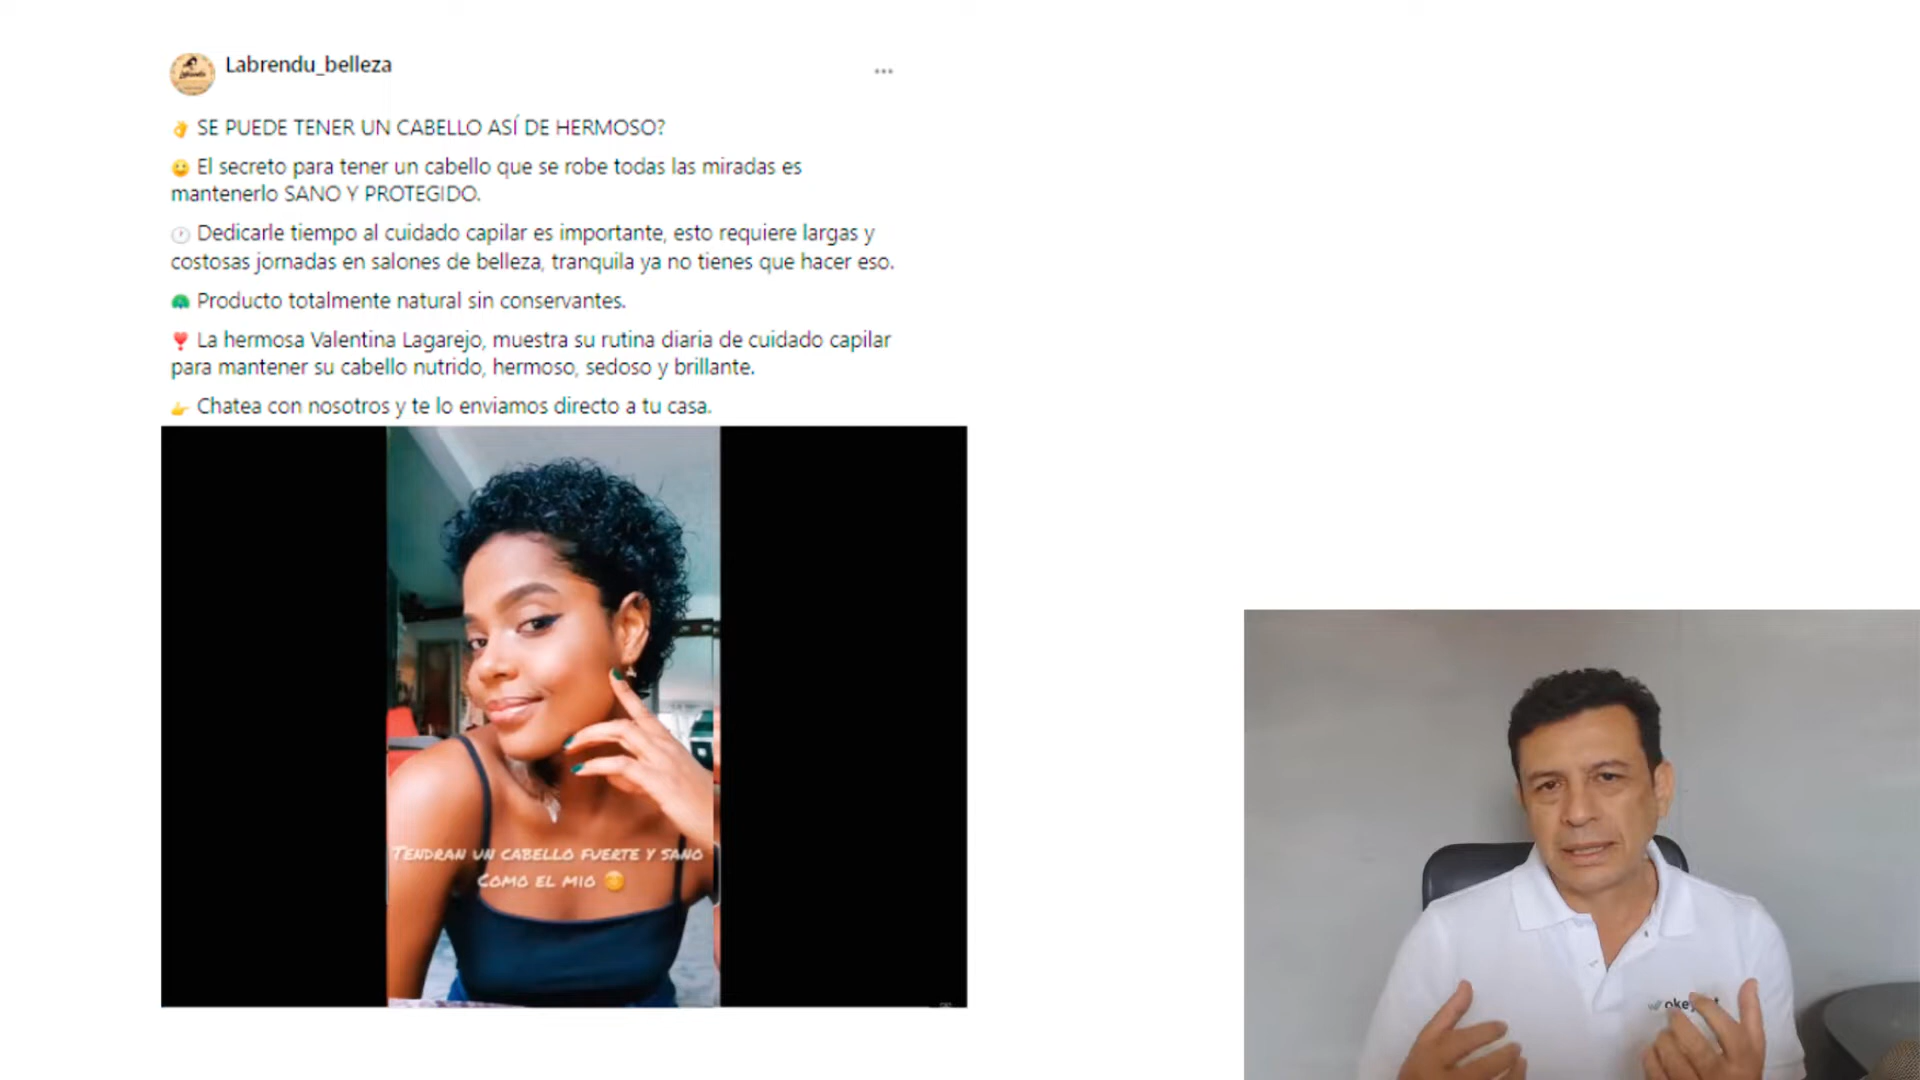 Labrendu_belleza
SE PUEDE TENER UN CABELLO ASÍ DE HERMOSO?
El secreto para tener un cabello que se robe todas las miradas es
mantenerlo SANO Y PROTEGIDO.
Dedicarle tiempo al cuidado capilar es importante, esto requiere largas y
costosas jornadas en salones de belleza, tranquila ya no tienes que hacer eso.
Producto totalmente natural sin conservantes.
La hermosa Valentina Lagarejo, muestra su rutina diaria de cuidado capilar
para mantener su cabello nutrido, hermoso, sedoso y brillante.
Chatea con nosotros y te lo enviamos directo a tu casa.
TENDRAN UN CABELLO FUERTE Y SANO
COMO EL MIO